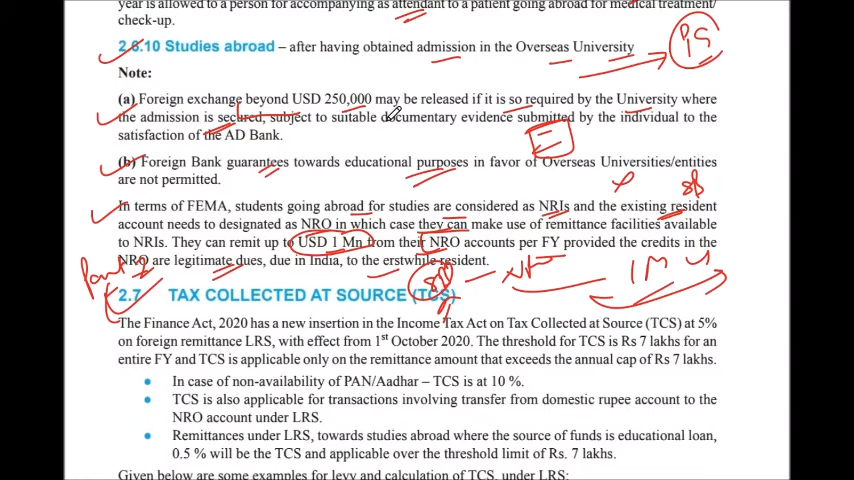 year is allowed to a person for accompanying as attendant to a patient going abroad for medical treatment/
check-up.
2.6.10 Studies abroad – after having obtained admission in the Overseas University
PG
Note:
(a) Foreign exchange beyond USD 250,000 may be released if it is so required by the University where
the admission is secured, subject to suitable documentary evidence submitted by the individual to the
satisfaction of the AD Bank.
(b) Foreign Bank guarantees towards educational purposes in favor of Overseas Universities/entities
are not permitted.
In terms of FEMA, students going abroad for studies are considered as NRIs and the existing resident
account needs to designated as NRO in which case they can make use of remittance facilities available
to NRIs. They can remit up to USD 1 Mn from their NRO accounts per FY provided the credits in the
NRO are legitimate dues, due in India, to the erstwhile resident.
1 M
2.7 TAX COLLECTED AT SOURCE (TCS)
The Finance Act, 2020 has a new insertion in the Income Tax Act on Tax Collected at Source (TCS) at 5%
on foreign remittance LRS, with effect from 1st October 2020. The threshold for TCS is Rs 7 lakhs for an
entire FY and TCS is applicable only on the remittance amount that exceeds the annual cap of Rs 7 lakhs.
• In case of non-availability of PAN/Aadhar – TCS is at 10 %.
• TCS is also applicable for transactions involving transfer from domestic rupee account to the
NRO account under LRS.
• Remittances under LRS, towards studies abroad where the source of funds is educational loan,
0.5 % will be the TCS and applicable over the threshold limit of Rs. 7 lakhs.
Given below are some examples for levy and calculation of TCS, under LRS: